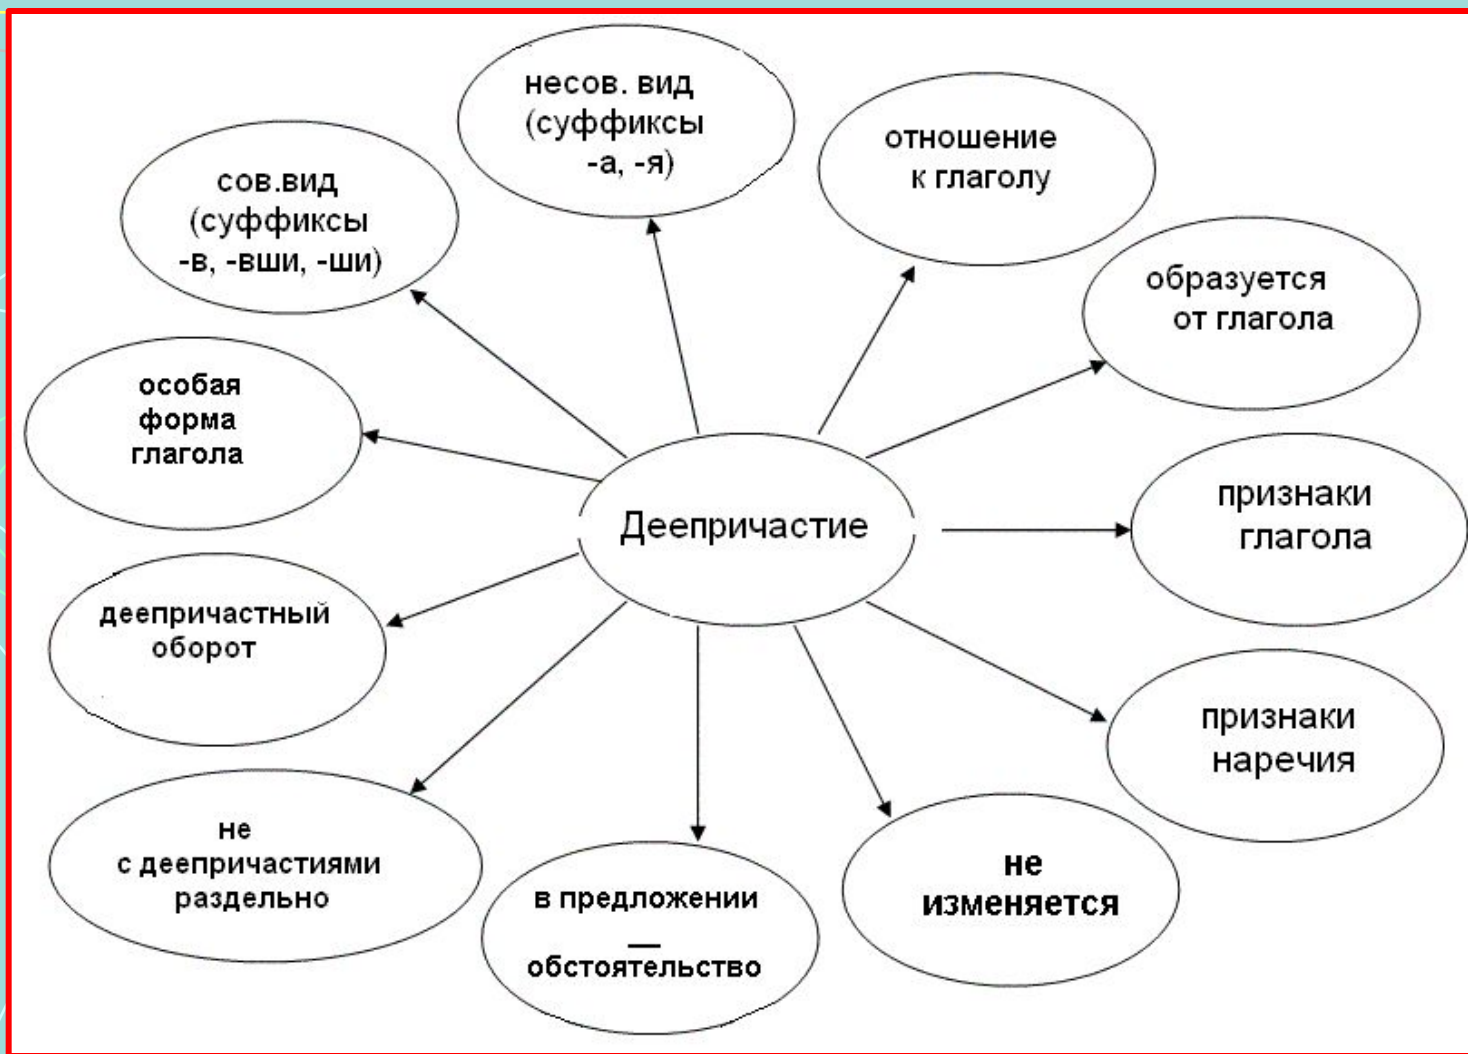 несов. вид
(суффиксы
-а, -я)
отношение
к глаголу
сов.вид
(суффиксы
-в, -вши, -ши)
образуется
от глагола
особая
форма
глагола
Деепричастие
признаки
глагола
деепричастный
оборот
признаки
наречия
не
с деепричастиями
раздельно
в предложении
—
обстоятельство
не
изменяется